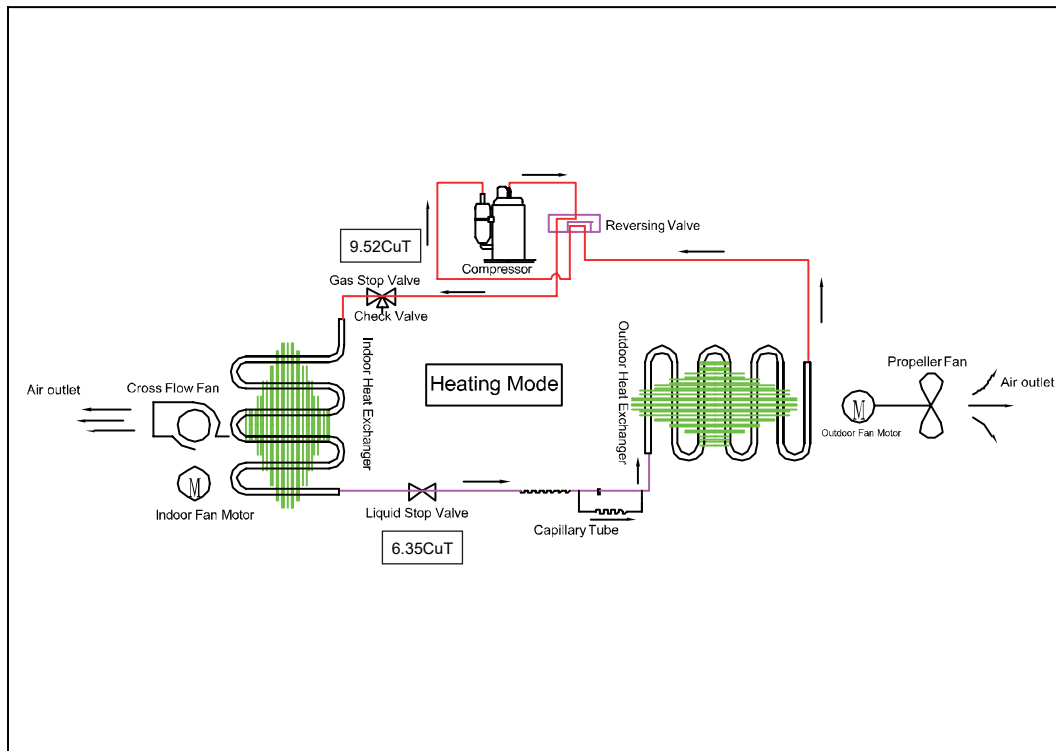 Reversing Valve
9.52CuT
Compressor
Gas Stop Valve
Check Valve
Indoor Heat Exchanger
Outdoor Heat Exchanger
Heating Mode
Propeller Fan
Air outlet
Cross Flow Fan
Air outlet
M
Outdoor Fan Motor
M
Indoor Fan Motor
Liquid Stop Valve
Capillary Tube
6.35CuT